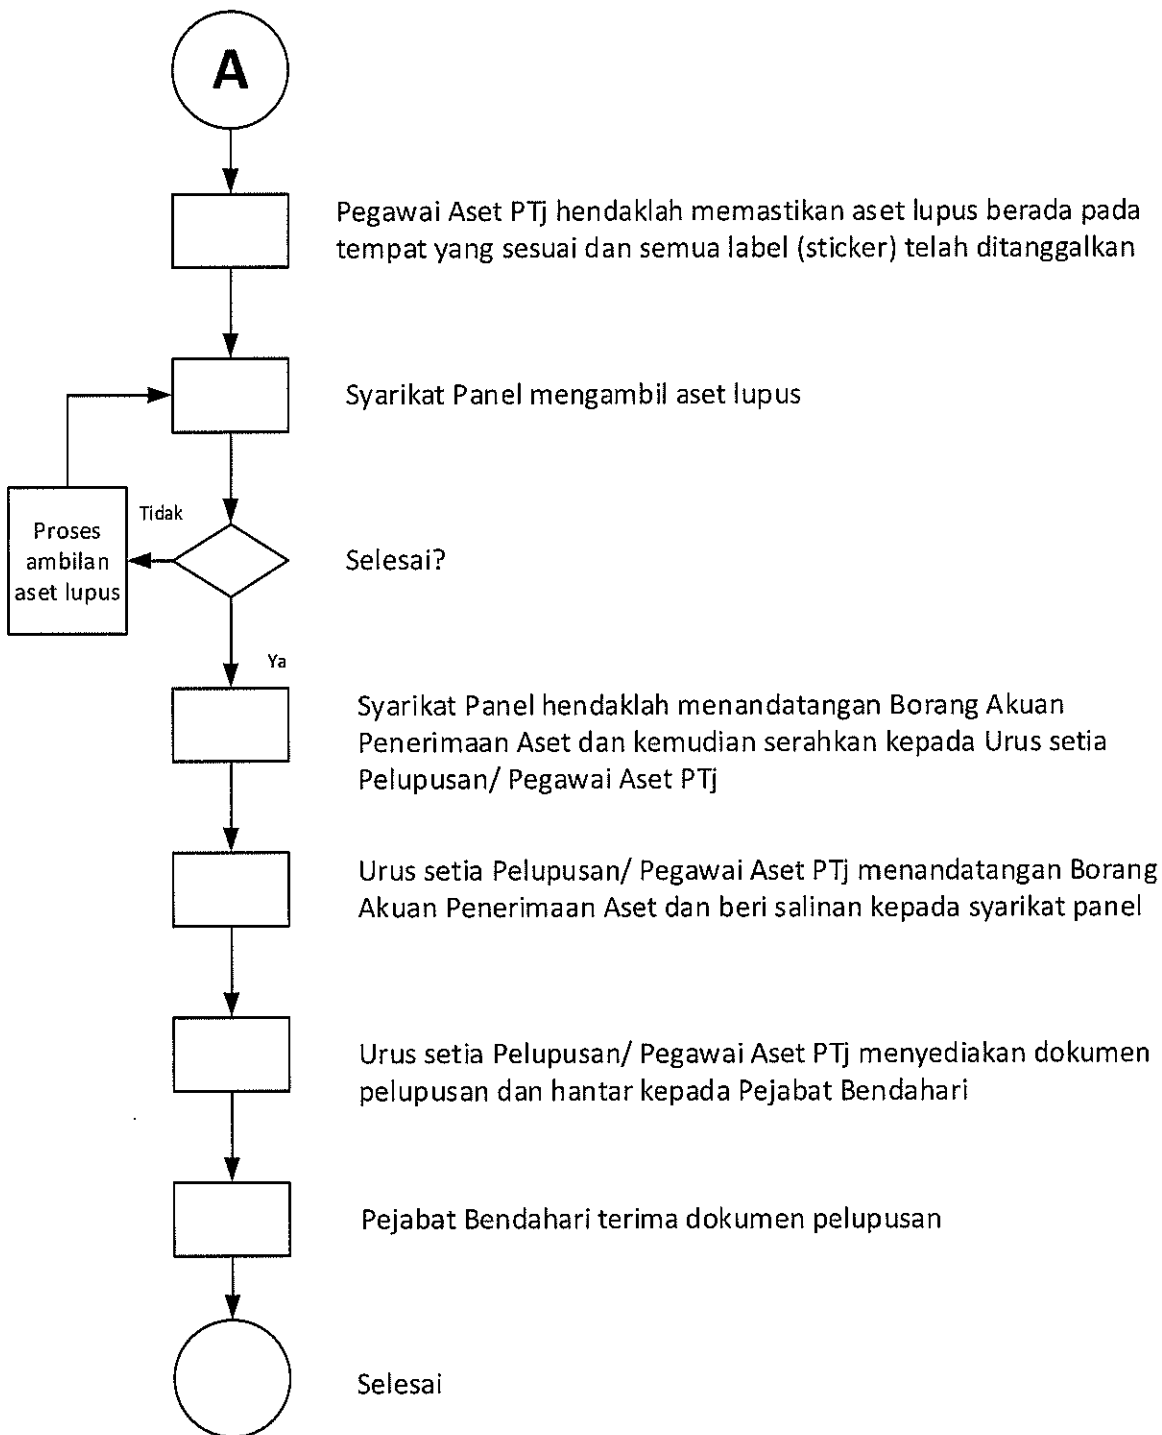 A
Pegawai Aset PTj hendaklah memastikan aset lupus berada pada
tempat yang sesuai dan semua label (sticker) telah ditanggalkan
Syarikat Panel mengambil aset lupus
Tidak
Proses
ambilan
aset lupus
Selesai?
Ya
Syarikat Panel hendaklah menandatangan Borang Akuan
Penerimaan Aset dan kemudian serahkan kepada Urus setia
Pelupusan/ Pegawai Aset PTj
Urus setia Pelupusan/ Pegawai Aset PTj menandatangan Borang
Akuan Penerimaan Aset dan beri salinan kepada syarikat panel
Urus setia Pelupusan/ Pegawai Aset PTj menyediakan dokumen
pelupusan dan hantar kepada Pejabat Bendahari
Pejabat Bendahari terima dokumen pelupusan
Selesai